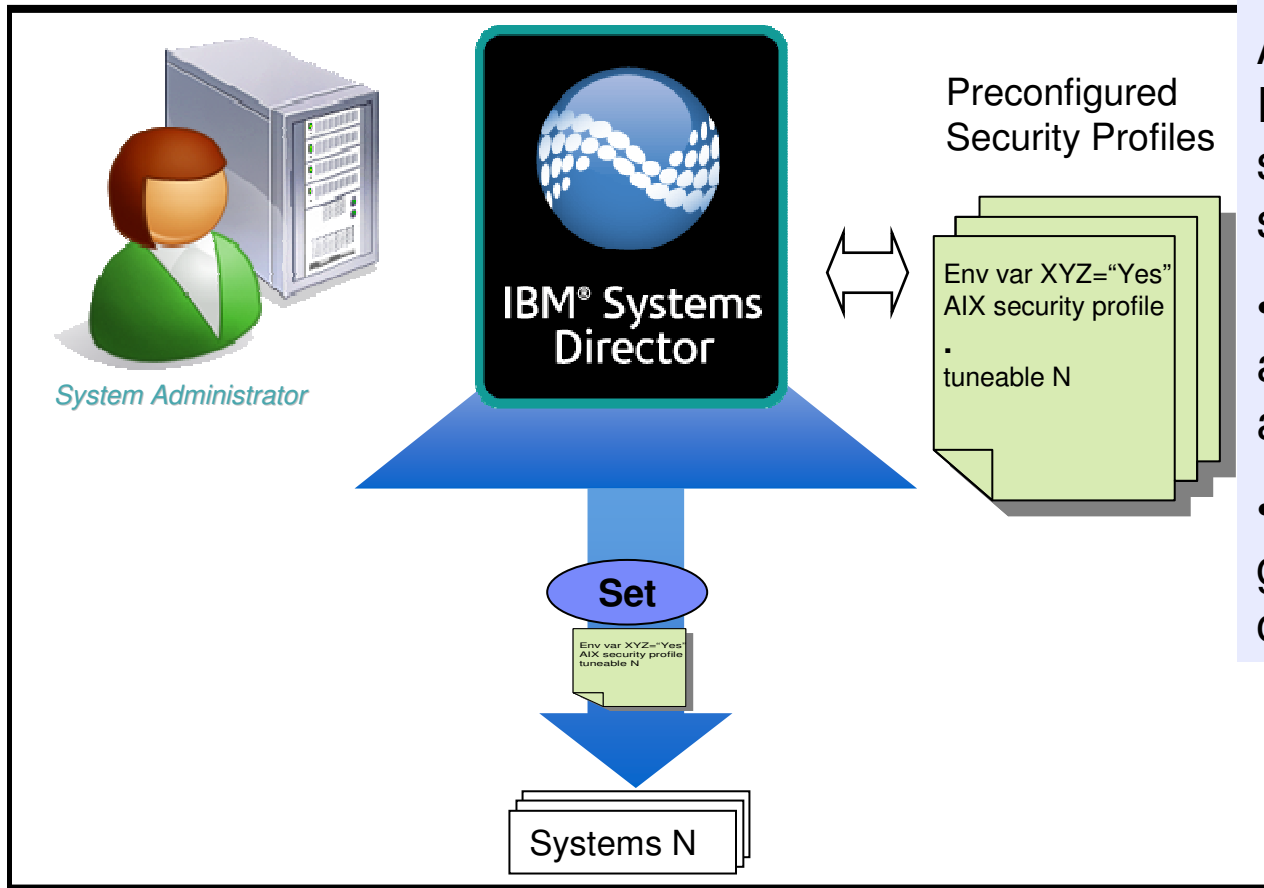 Preconfigured
Security Profiles
IBM® Systems
Director
Env var XYZ="Yes"
AIX security profile
.
tuneable N
System Administrator
Set
Env var XYZ="Yes"
AIX security profile
tuneable N
Systems N